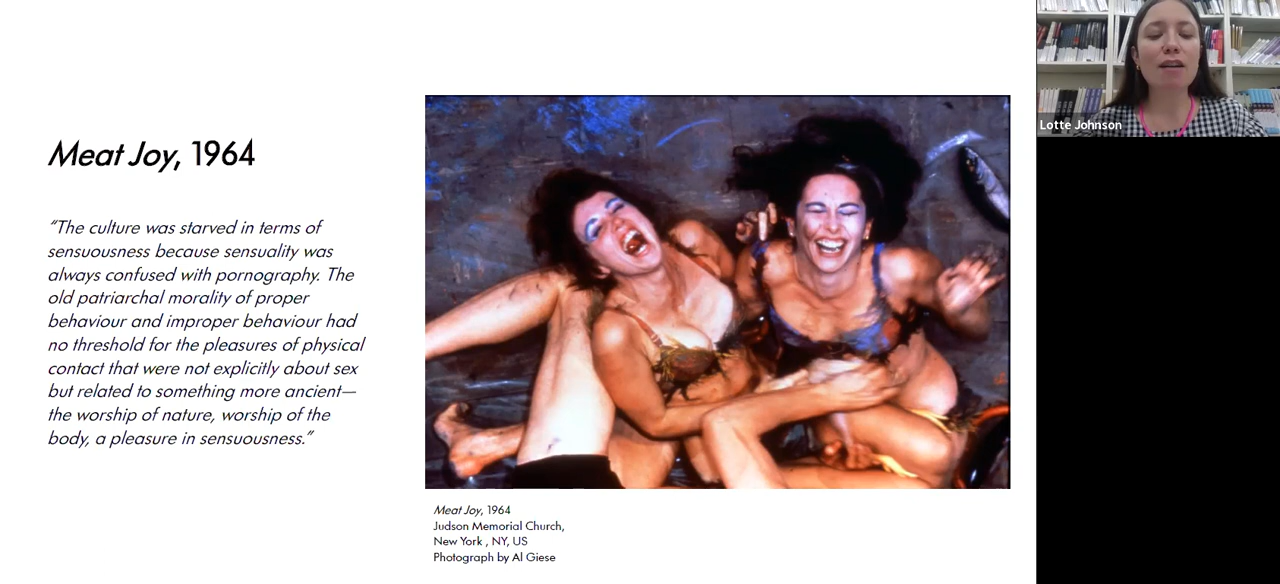 Meat Joy, 1964
“The culture was starved in terms of
sensuousness because sensuality was
always confused with pornography. The
old patriarchal morality of proper
behaviour and improper behaviour had
no threshold for the pleasures of physical
contact that were not explicitly about sex
but related to something more ancient—
the worship of nature, worship of the
body, a pleasure in sensuousness.”
Meat Joy, 1964
Judson Memorial Church,
New York , NY, US
Photograph by Al Giese
Lotte Johnson